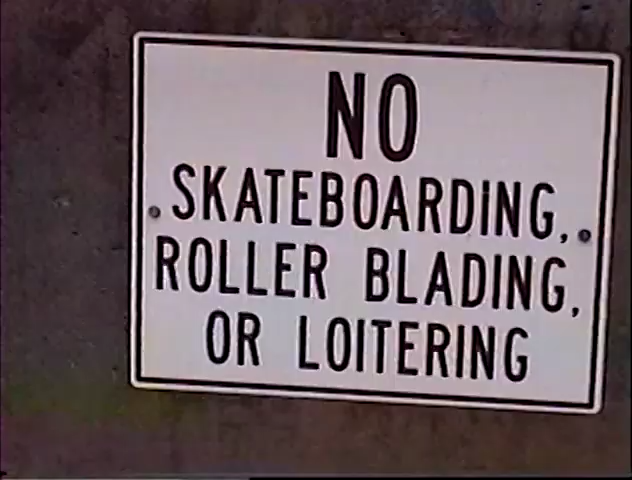 NO
SKATEBOARDING,
ROLLER BLADING,
OR LOITERING